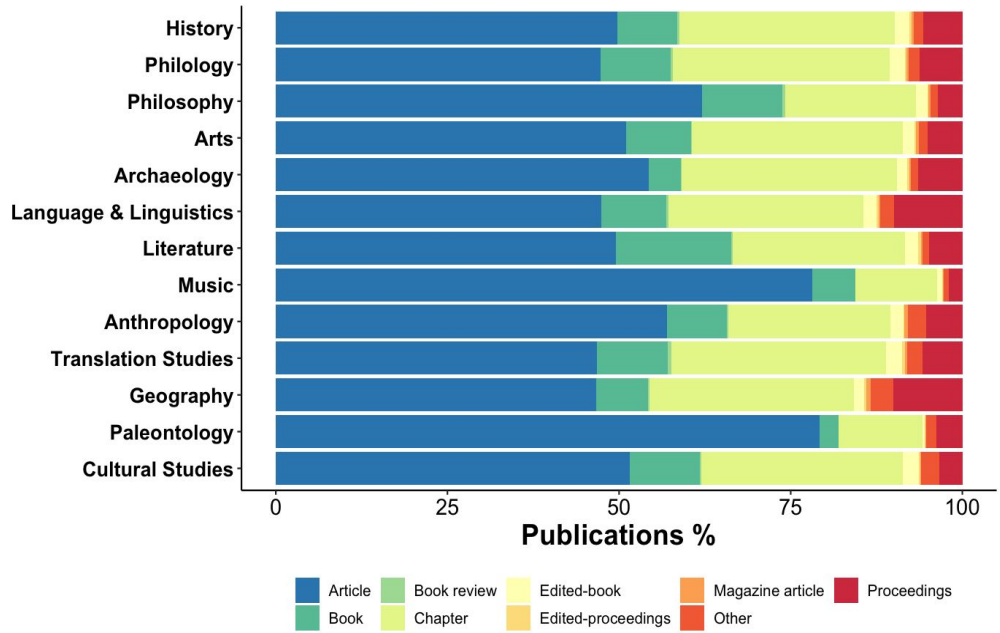 History
Philology
Philosophy
Arts
Archaeology
Language & Linguistics
Literature
Music
Anthropology
Translation Studies
Geography
Paleontology
Cultural Studies
0 25 50 75 100
Publications %
Article Book review Edited-book Magazine article Proceedings
Book Chapter Edited-proceedings Other